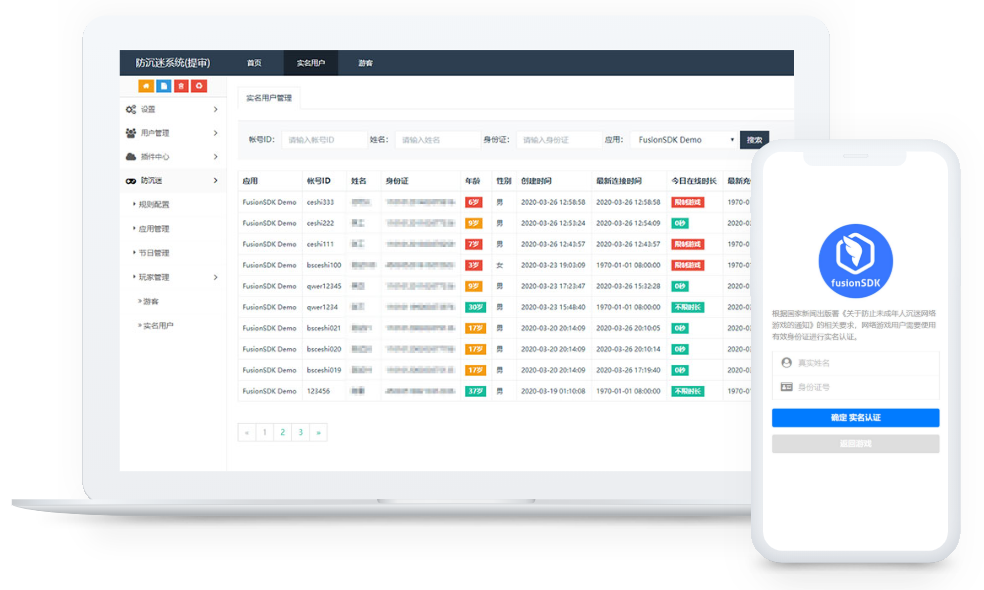 防沉迷系统(提审) 首页 实名用户 游客
设置
用户管理
插件中心
防沉迷
规则配置
应用管理
节日管理
玩家管理
» 游客
» 实名用户
实名用户管理
帐号ID: 请输入帐号ID 姓名: 请输入姓名 身份证: 请输入身份证 应用: FusionSDK Demo 搜索
应用 帐号ID 姓名 身份证 年龄 性别 创建时间 最新连接时间 今日在线时长 最新充
FusionSDK Demo ceshi333 6岁 男 2020-03-26 12:58:58 2020-03-26 12:58:58 限制游戏 1970-0
FusionSDK Demo ceshi222 9岁 男 2020-03-26 12:53:24 2020-03-26 12:54:09 0秒 2020-0
FusionSDK Demo ceshi111 7岁 男 2020-03-26 12:43:57 2020-03-26 12:43:57 限制游戏 1970-0
FusionSDK Demo bsceshi100 3岁 女 2020-03-23 19:03:09 1970-01-01 08:00:00 限制游戏 1970-0
FusionSDK Demo qwer12345 9岁 男 2020-03-23 17:23:47 2020-03-26 15:32:28 0秒 2020-0
FusionSDK Demo qwer1234 30岁 男 2020-03-23 15:48:40 1970-01-01 08:00:00 不限时长 1970-0
FusionSDK Demo bsceshi021 17岁 男 2020-03-20 20:14:09 2020-03-26 20:10:05 0秒 2020-0
FusionSDK Demo bsceshi020 17岁 男 2020-03-20 20:14:09 2020-03-26 20:10:14 0秒 2020-0
FusionSDK Demo bsceshi019 17岁 男 2020-03-20 20:14:09 2020-03-26 17:19:40 0秒 2020-0
FusionSDK Demo 123456 37岁 男 2020-03-19 01:10:08 1970-01-01 08:00:00 不限时长 1970-0
« 1 2 3 »
fusionSDK
根据国家新闻出版署《关于防止未成年人沉迷网络
游戏的通知》的相关要求，网络游戏用户需要使用
有效身份证进行实名认证。
真实姓名
身份证号
确定 实名认证
返回游戏